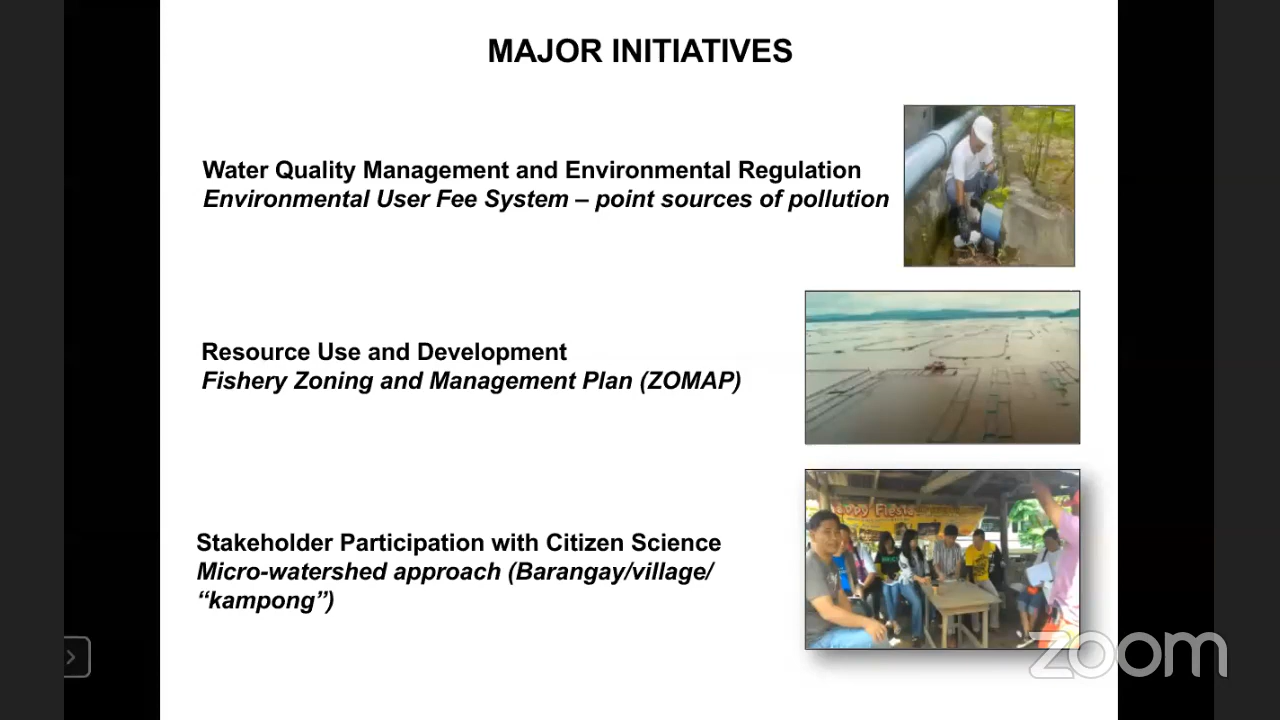 MAJOR INITIATIVES
Water Quality Management and Environmental Regulation
Environmental User Fee System – point sources of pollution
Resource Use and Development
Fishery Zoning and Management Plan (ZOMAP)
Stakeholder Participation with Citizen Science
Micro-watershed approach (Barangay/village/
“kampong”)
zoom